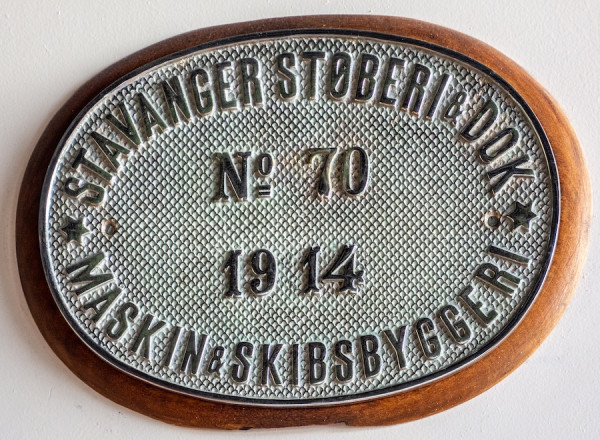 STAVANGER STØBERI & DOK
Nº 70
1914
MASKIN & SKIBSBYGGERI